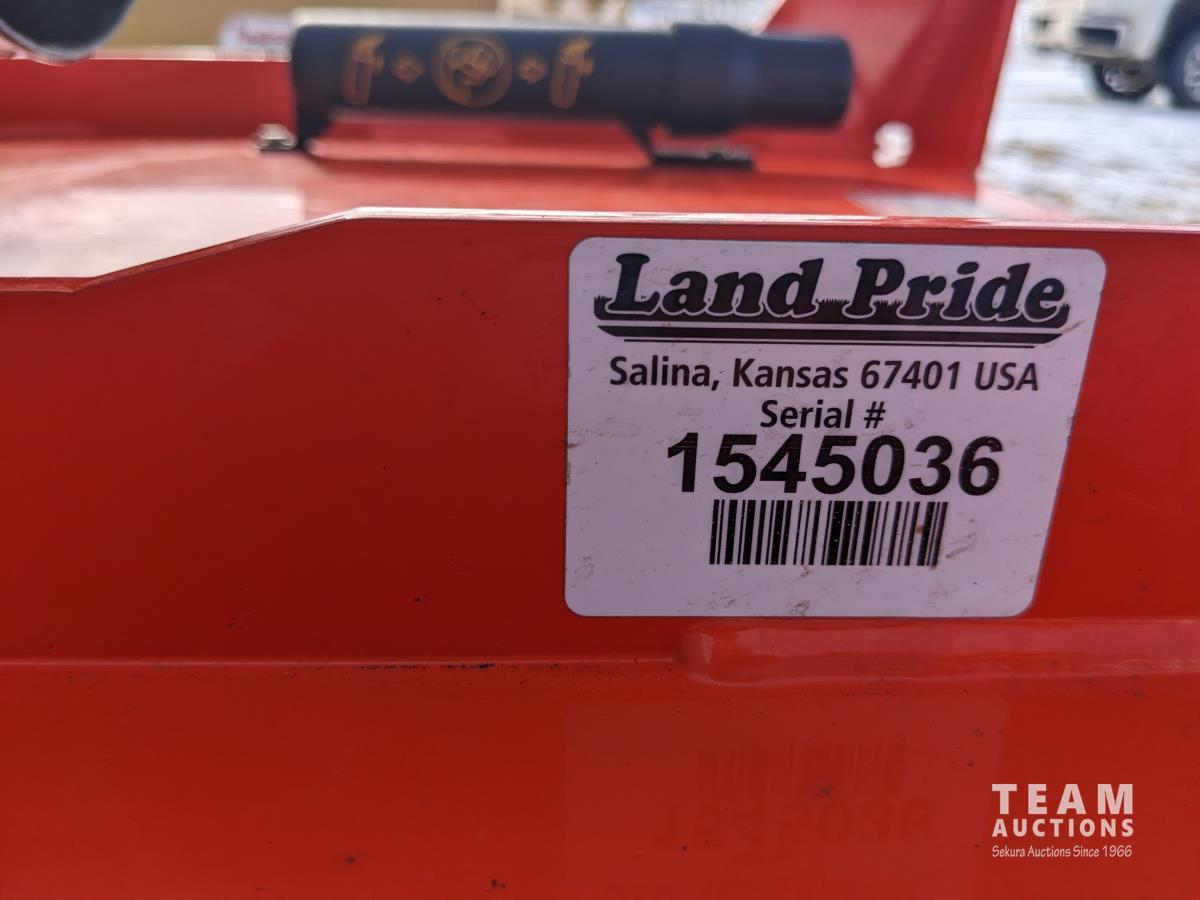 Land Pride
Salina, Kansas 67401 USA
Serial #
1545036
TEAM
AUCTIONS
Sekura Auctions Since 1966